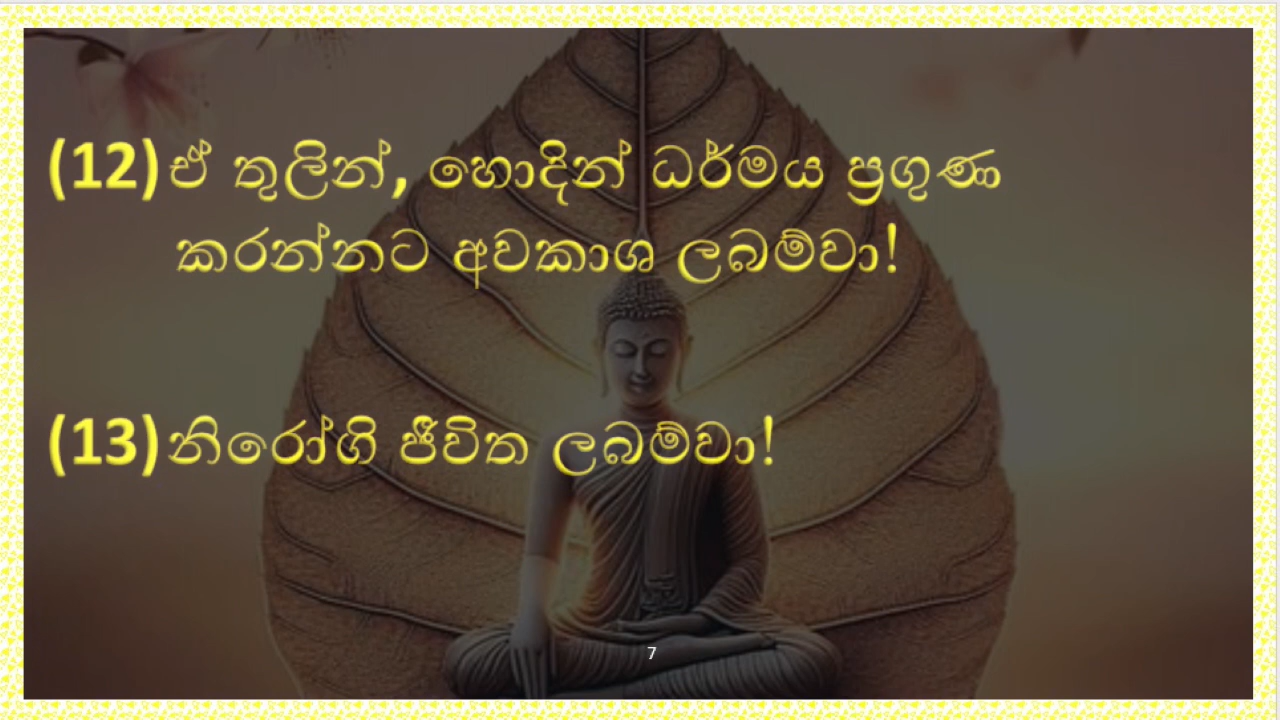 (12) ඒ තුලින්, හොදින් ධර්මය ප්‍රගුණ
කරන්නට අවකාශ ලබම්වා!
(13) නිරෝගි ජීවිත ලබම්වා!
7